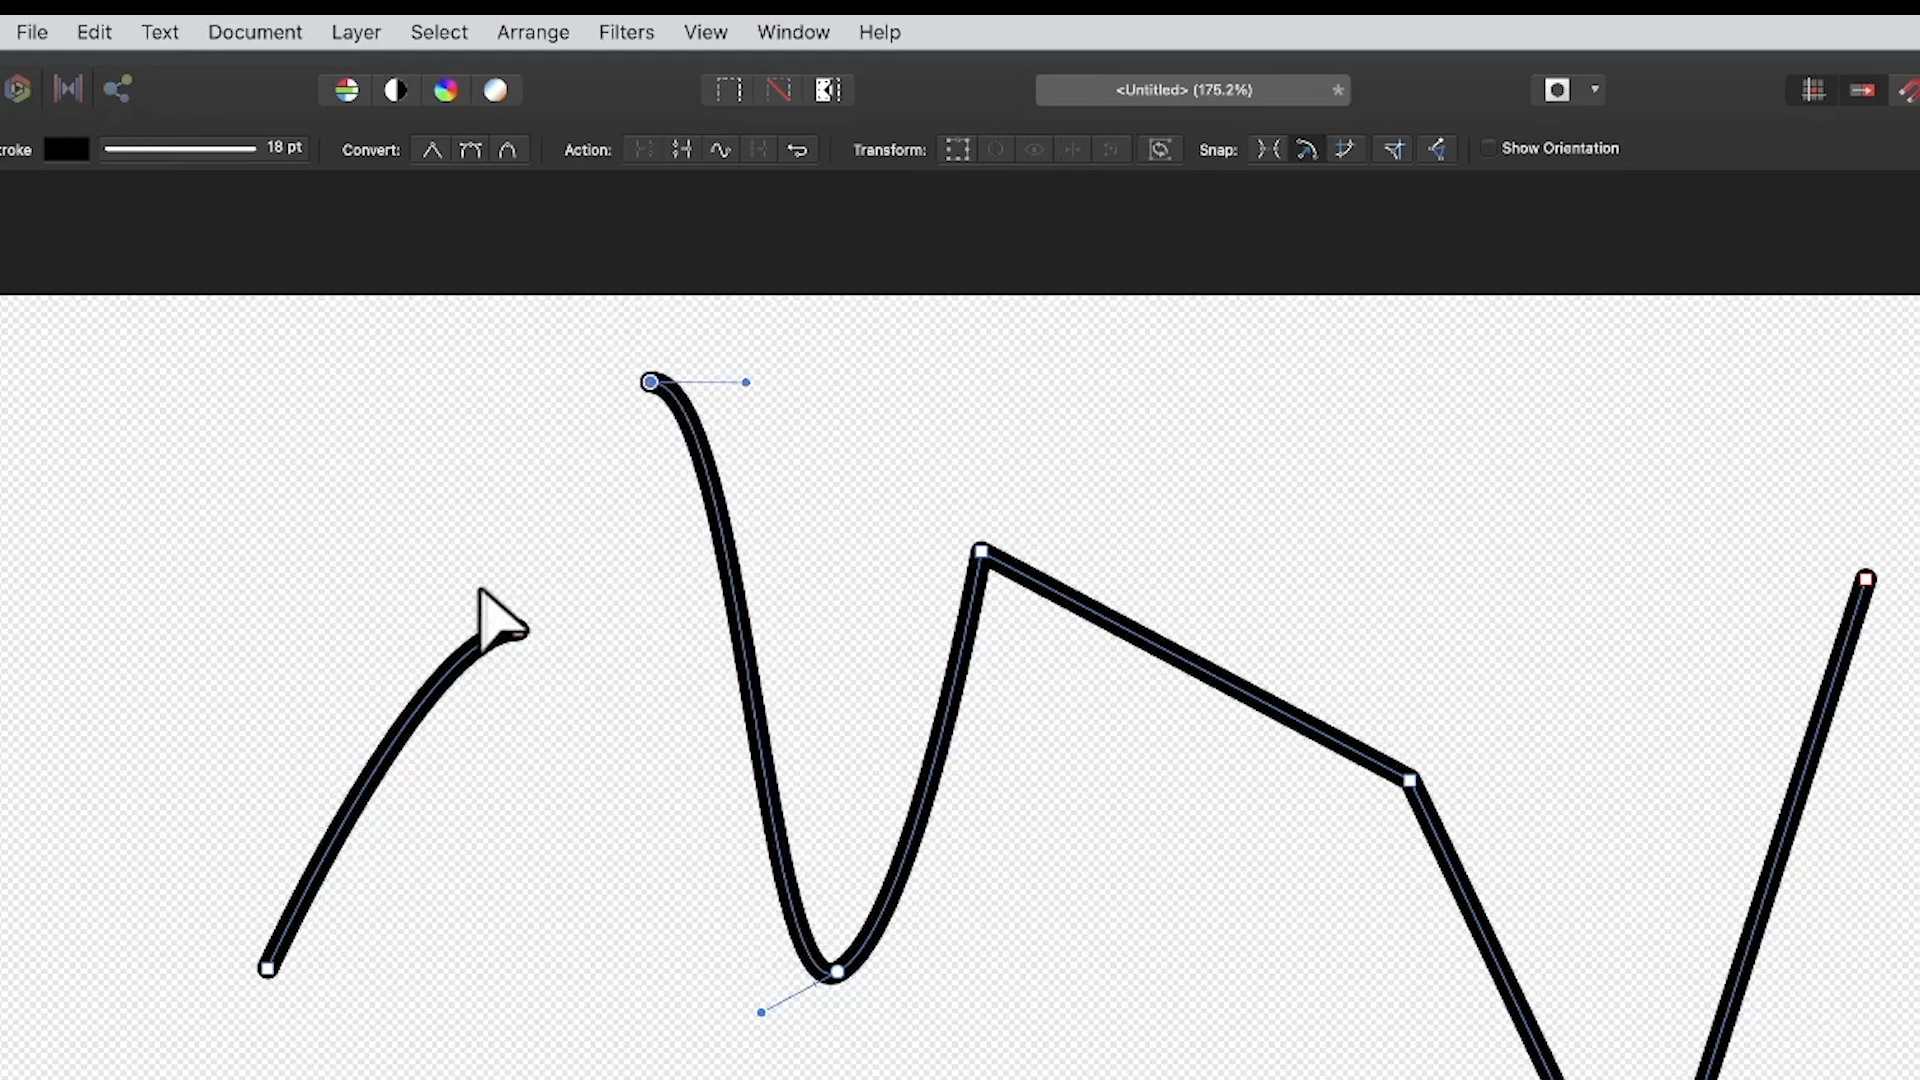 File Edit Text Document Layer Select Arrange Filters View Window Help
<Untitled> (175.2%) *
roke 18 pt Convert: Action: Transform: Snap: Show Orientation